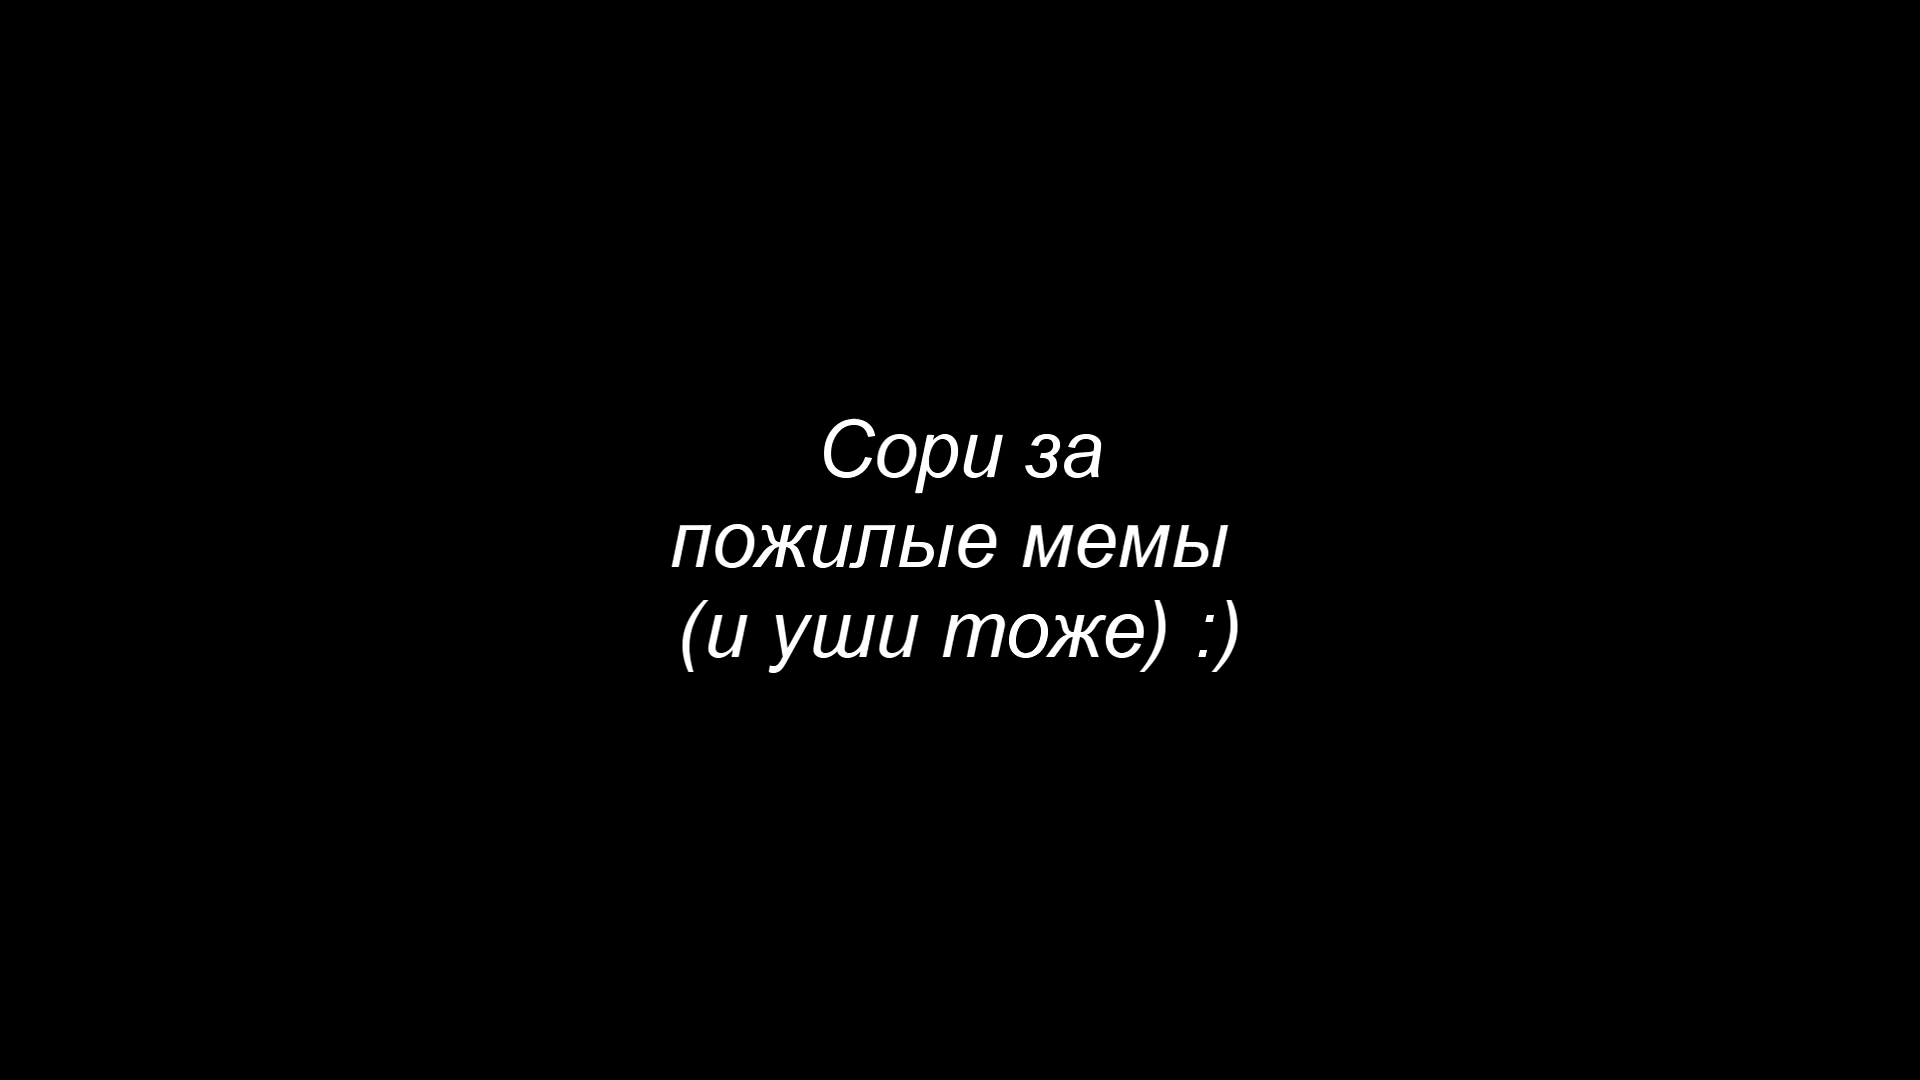 Сори за
пожилые мемы
(и уши тоже) :)